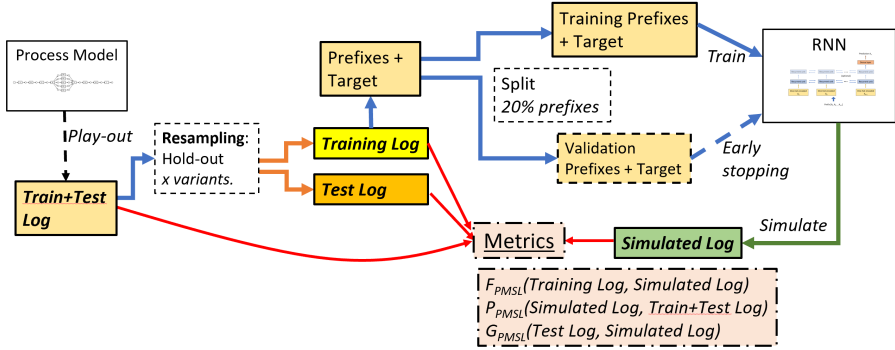 Process Model
Play-out
Train+Test
Log
Resampling:
Hold-out
x variants.
Prefixes +
Target
Training Log
Test Log
Training Prefixes
+ Target
Split
20% prefixes
Validation
Prefixes + Target
Train
Early
stopping
RNN
Simulate
Simulated Log
Metrics
F_PMSL(Training Log, Simulated Log)
P_PMSL(Simulated Log, Train+Test Log)
G_PMSL(Test Log, Simulated Log)